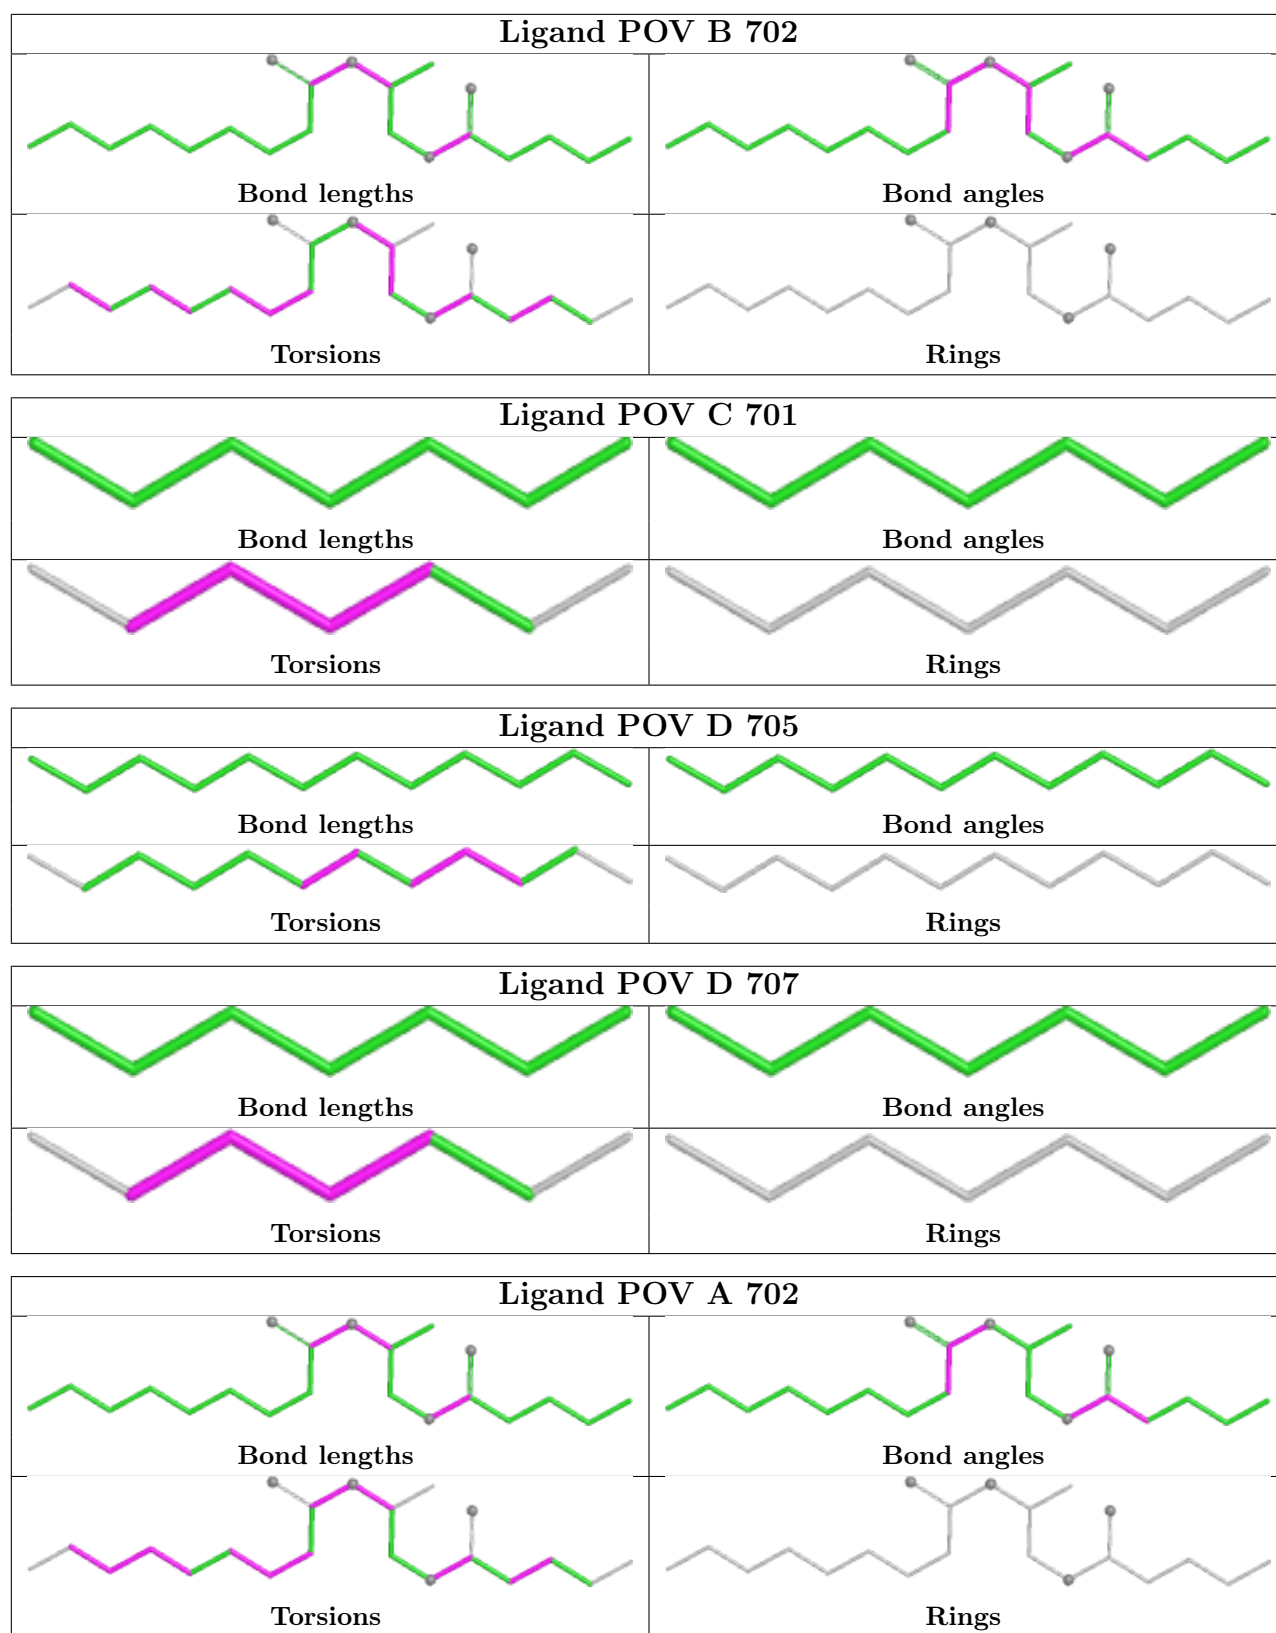 Ligand POV B 702
Bond lengths Bond angles
Torsions Rings
Ligand POV C 701
Bond lengths Bond angles
Torsions Rings
Ligand POV D 705
Bond lengths Bond angles
Torsions Rings
Ligand POV D 707
Bond lengths Bond angles
Torsions Rings
Ligand POV A 702
Bond lengths Bond angles
Torsions Rings